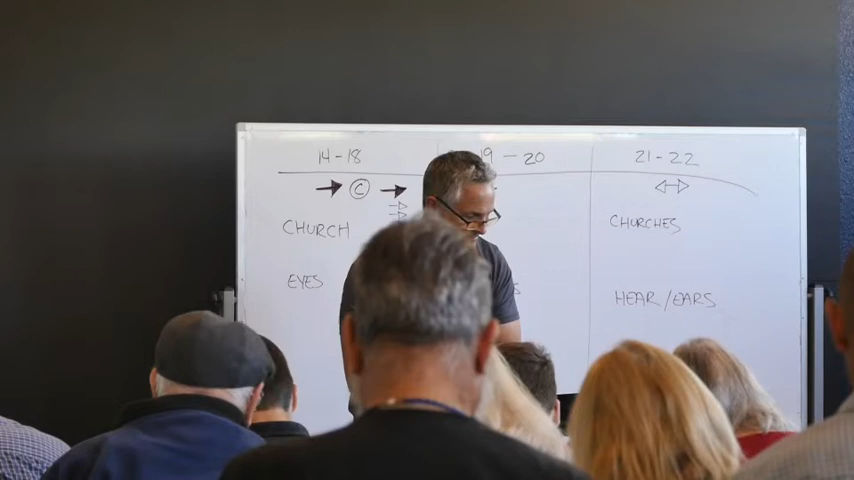 14-18
19-20
21-22
C
CHURCH
CHURCHES
EYES
HEAR/EARS